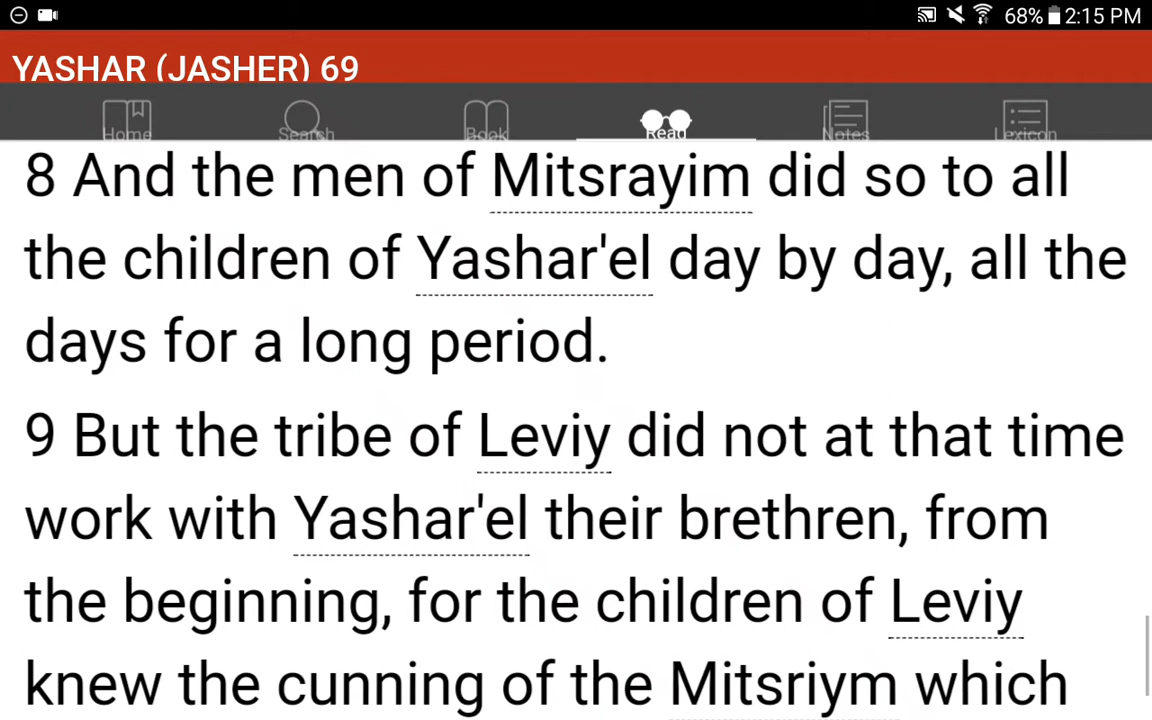 68% 2:15 PM
YASHAR (JASHER) 69
Home Search Book Read Notes Lexicon
8 And the men of Mitsrayim did so to all
the children of Yashar'el day by day, all the
days for a long period.
9 But the tribe of Leviy did not at that time
work with Yashar'el their brethren, from
the beginning, for the children of Leviy
knew the cunning of the Mitsriym which